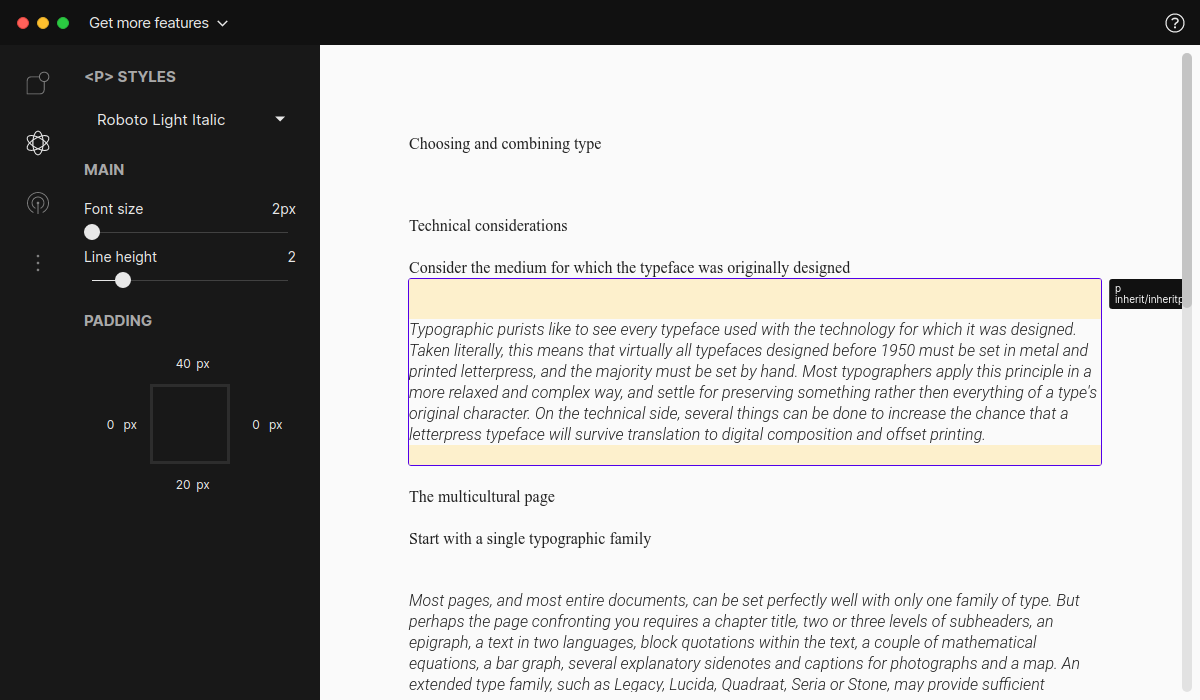 Get more features
<P> STYLES
Roboto Light Italic
MAIN
Font size 2px
Line height 2
PADDING
40 px
0 px
0 px
20 px
Choosing and combining type
Technical considerations
Consider the medium for which the typeface was originally designed
p
inherit/inheritp
Typographic purists like to see every typeface used with the technology for which it was designed.
Taken literally, this means that virtually all typefaces designed before 1950 must be set in metal and
printed letterpress, and the majority must be set by hand. Most typographers apply this principle in a
more relaxed and complex way, and settle for preserving something rather then everything of a type's
original character. On the technical side, several things can be done to increase the chance that a
letterpress typeface will survive translation to digital composition and offset printing.
The multicultural page
Start with a single typographic family
Most pages, and most entire documents, can be set perfectly well with only one family of type. But
perhaps the page confronting you requires a chapter title, two or three levels of subheaders, an
epigraph, a text in two languages, block quotations within the text, a couple of mathematical
equations, a bar graph, several explanatory sidenotes and captions for photographs and a map. An
extended type family, such as Legacy, Lucida, Quadraat, Seria or Stone, may provide sufficient